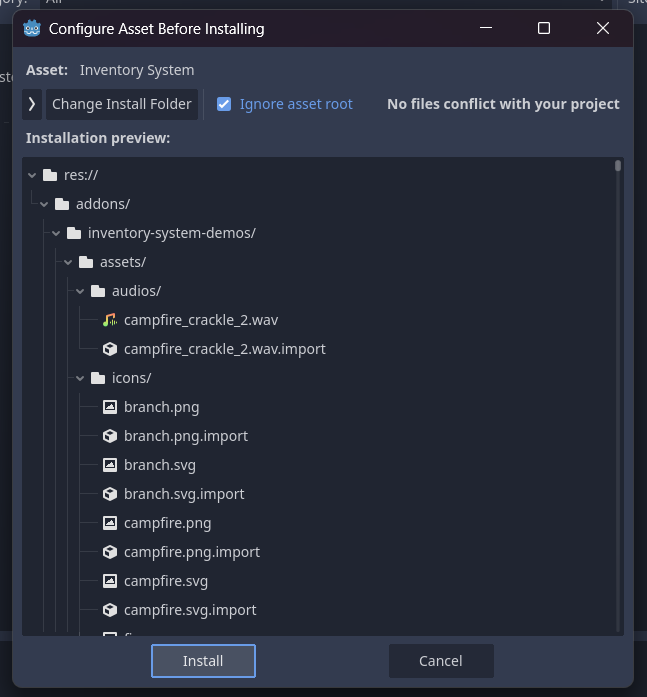 Configure Asset Before Installing
Asset: Inventory System
Change Install Folder Ignore asset root No files conflict with your project
Installation preview:
res://
addons/
inventory-system-demos/
assets/
audios/
campfire_crackle_2.wav
campfire_crackle_2.wav.import
icons/
branch.png
branch.png.import
branch.svg
branch.svg.import
campfire.png
campfire.png.import
campfire.svg
campfire.svg.import
Install Cancel